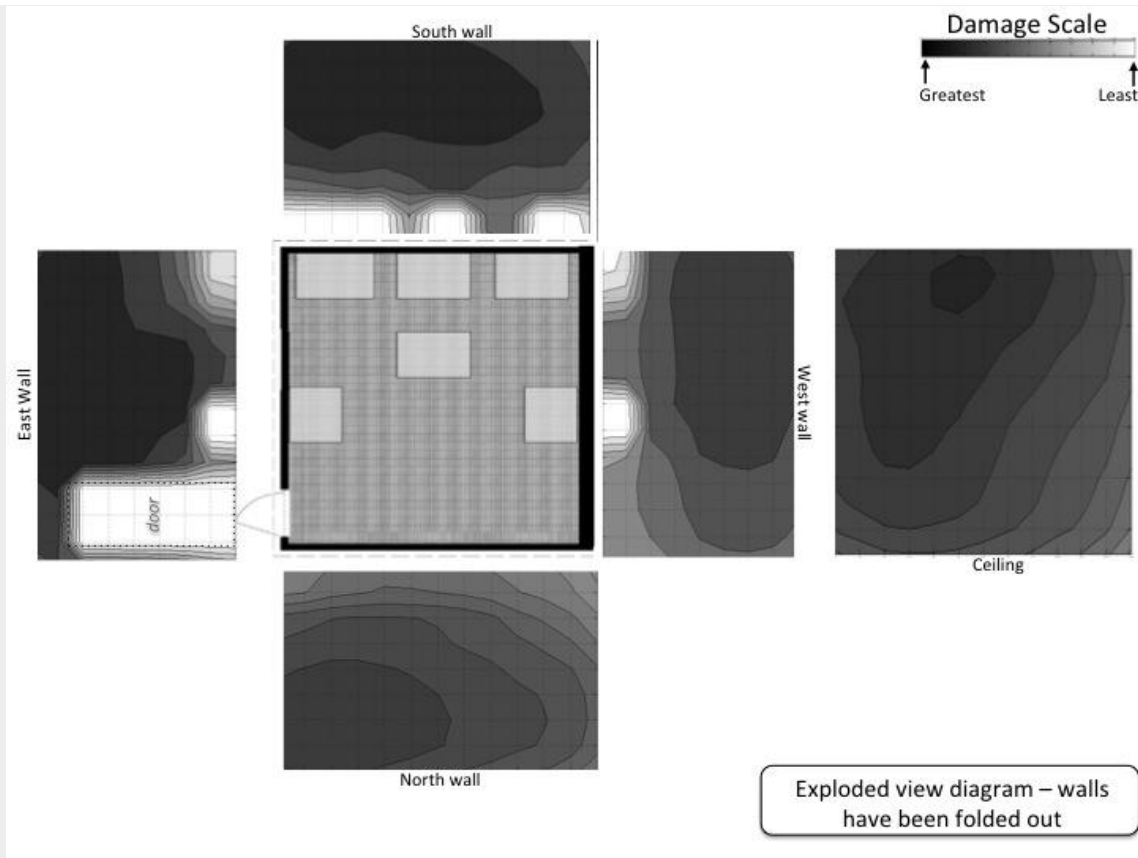 South wall
Damage Scale
Greatest
Least
East Wall
door
West wall
Ceiling
North wall
Exploded view diagram – walls
have been folded out